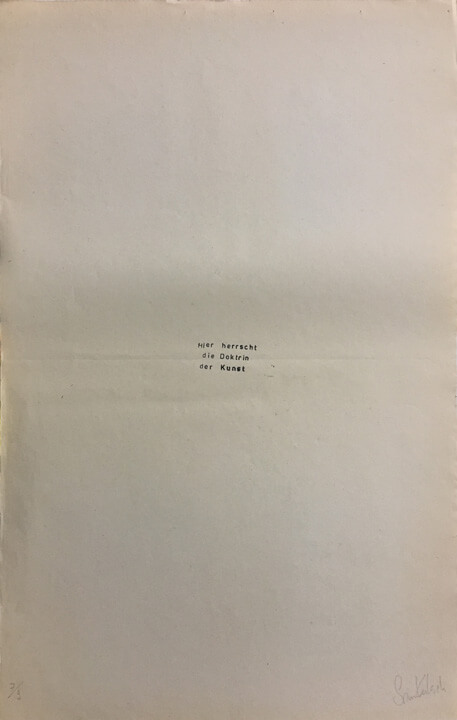 Hier herrscht
die Doktrin
der Kunst